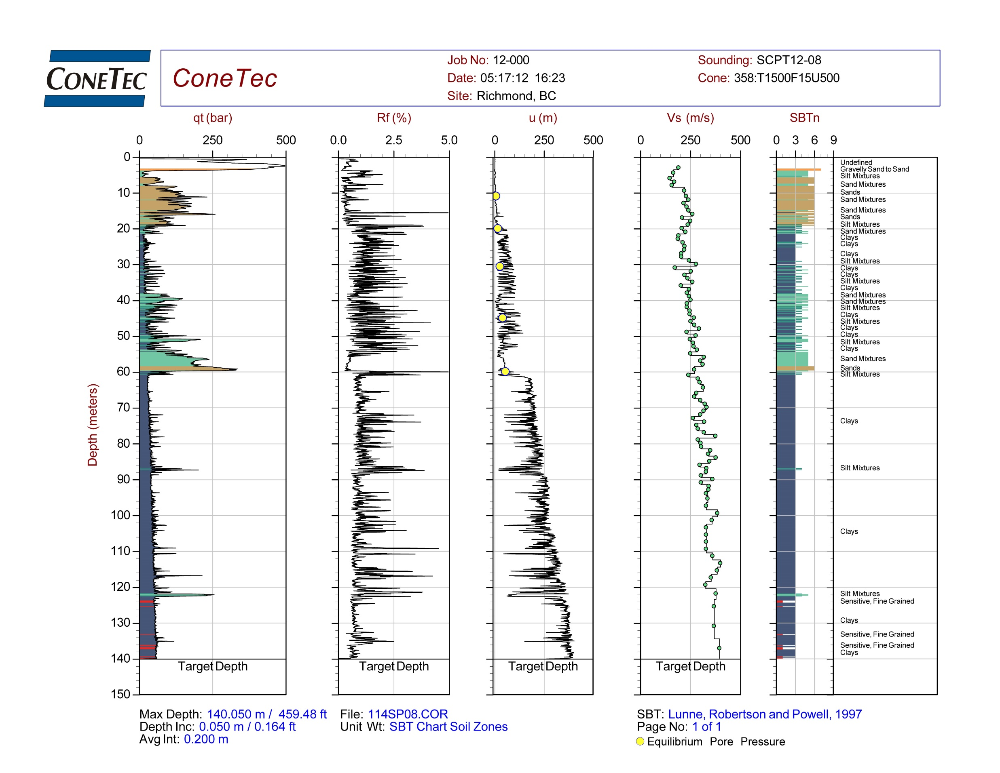 CONETEC
ConeTec
Job No: 12-000
Date: 05:17:12 16:23
Site: Richmond, BC
Sounding: SCPT12-08
Cone: 358:T1500F15U500
qt (bar)
Rf (%)
u (m)
Vs (m/s)
SBTn
0 250 500
0.0 2.5 5.0
0 250 500
0 250 500
0 3 6 9
Depth (meters)
0
10
20
30
40
50
60
70
80
90
100
110
120
130
140
150
Undefined
Gravelly Sand to Sand
Silt Mixtures
Sand Mixtures
Sands
Sand Mixtures
Sand Mixtures
Sands
Silt Mixtures
Sand Mixtures
Clays
Clays
Clays
Silt Mixtures
Clays
Clays
Silt Mixtures
Clays
Sand Mixtures
Sand Mixtures
Silt Mixtures
Clays
Silt Mixtures
Clays
Clays
Silt Mixtures
Clays
Sand Mixtures
Sands
Silt Mixtures
Clays
Silt Mixtures
Clays
Silt Mixtures
Sensitive, Fine Grained
Clays
Sensitive, Fine Grained
Sensitive, Fine Grained
Clays
Target Depth
Target Depth
Target Depth
Target Depth
Max Depth: 140.050 m / 459.48 ft
Depth Inc: 0.050 m / 0.164 ft
Avg Int: 0.200 m
File: 114SP08.COR
Unit Wt: SBT Chart Soil Zones
SBT: Lunne, Robertson and Powell, 1997
Page No: 1 of 1
Equilibrium Pore Pressure